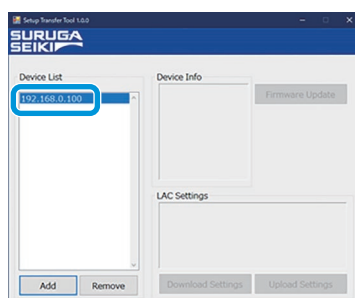 Setup Transfer Tool 1.0.0
SURUGA
SEIKI
Device List
Device Info
192.168.0.100
Firmware Update
LAC Settings
Add
Remove
Download Settings
Upload Settings